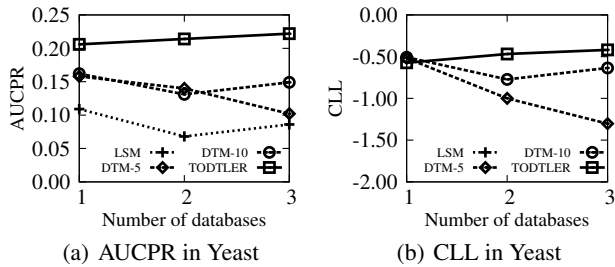 0.25
0.20
0.15
0.10
0.05
0.00
AUCPR
LSM
DTM-5
DTM-10
TODTLER
1
2
3
Number of databases
(a) AUCPR in Yeast
-0.00
-0.50
-1.00
-1.50
-2.00
CLL
LSM
DTM-5
DTM-10
TODTLER
1
2
3
Number of databases
(b) CLL in Yeast